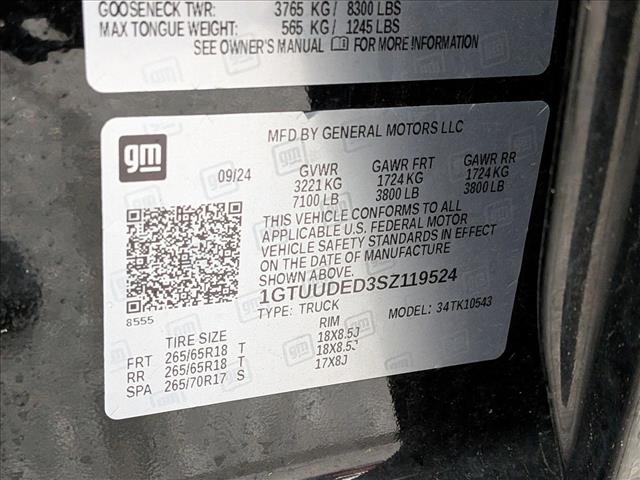 GOOSENECK TWR: 3765 KG / 8300 LBS
MAX TONGUE WEIGHT: 565 KG / 1245 LBS
SEE OWNER'S MANUAL FOR MORE INFORMATION
gm
MFD BY GENERAL MOTORS LLC
09/24 GVWR GAWR FRT GAWR RR
3221 KG 1724 KG 1724 KG
7100 LB 3800 LB 3800 LB
THIS VEHICLE CONFORMS TO ALL
APPLICABLE U.S. FEDERAL MOTOR
VEHICLE SAFETY STANDARDS IN EFFECT
ON THE DATE OF MANUFACTURE
SHOWN ABOVE.
1GTUUDED3SZ119524
TYPE: TRUCK MODEL: 34TK10543
8555
TIRE SIZE RIM
FRT 265/65R18 T 18X8.5J
RR 265/65R18 T 18X8.5J
SPA 265/70R17 S 17X8J